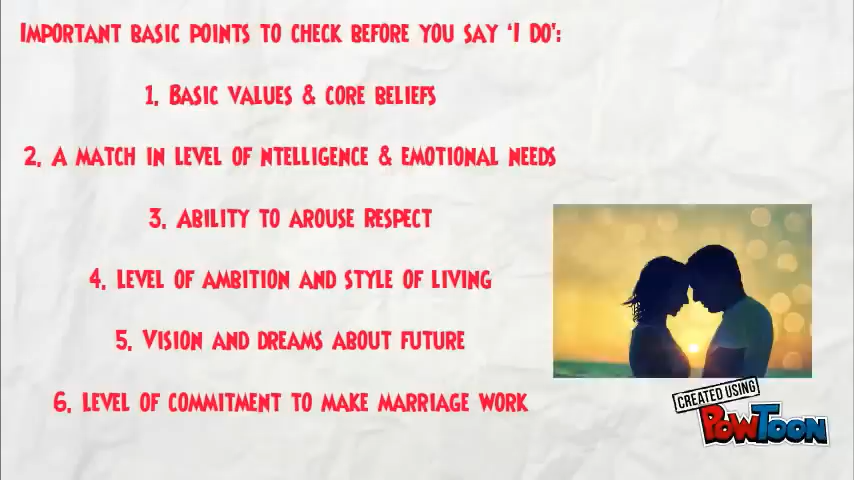 IMPORTANT BASIC POINTS TO CHECK BEFORE YOU SAY ‘I DO’:
1. BASIC VALUES & CORE BELIEFS
2. A MATCH IN LEVEL OF NTELLIGENCE & EMOTIONAL NEEDS
3. ABILITY TO AROUSE RESPECT
4. LEVEL OF AMBITION AND STYLE OF LIVING
5. VISION AND DREAMS ABOUT FUTURE
6. LEVEL OF COMMITMENT TO MAKE MARRIAGE WORK
CREATED USING
POWTOON